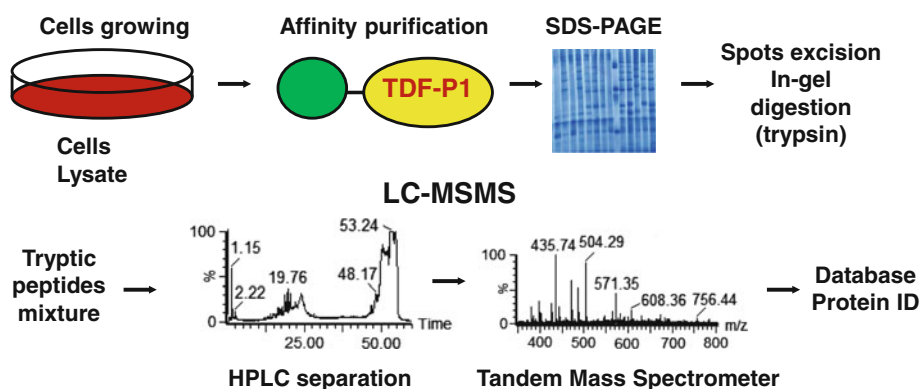 Cells growing
Affinity purification
SDS-PAGE
TDF-P1
Spots excision
In-gel
digestion
(trypsin)
Cells
Lysate
LC-MSMS
Tryptic
peptides
mixture
100
%
0
1.15
2.22
19.76
48.17
53.24
Time
25.00
50.00
HPLC separation
100
%
0
435.74
504.29
571.35
608.36
756.44
m/z
400
500
600
700
800
Tandem Mass Spectrometer
Database
Protein ID